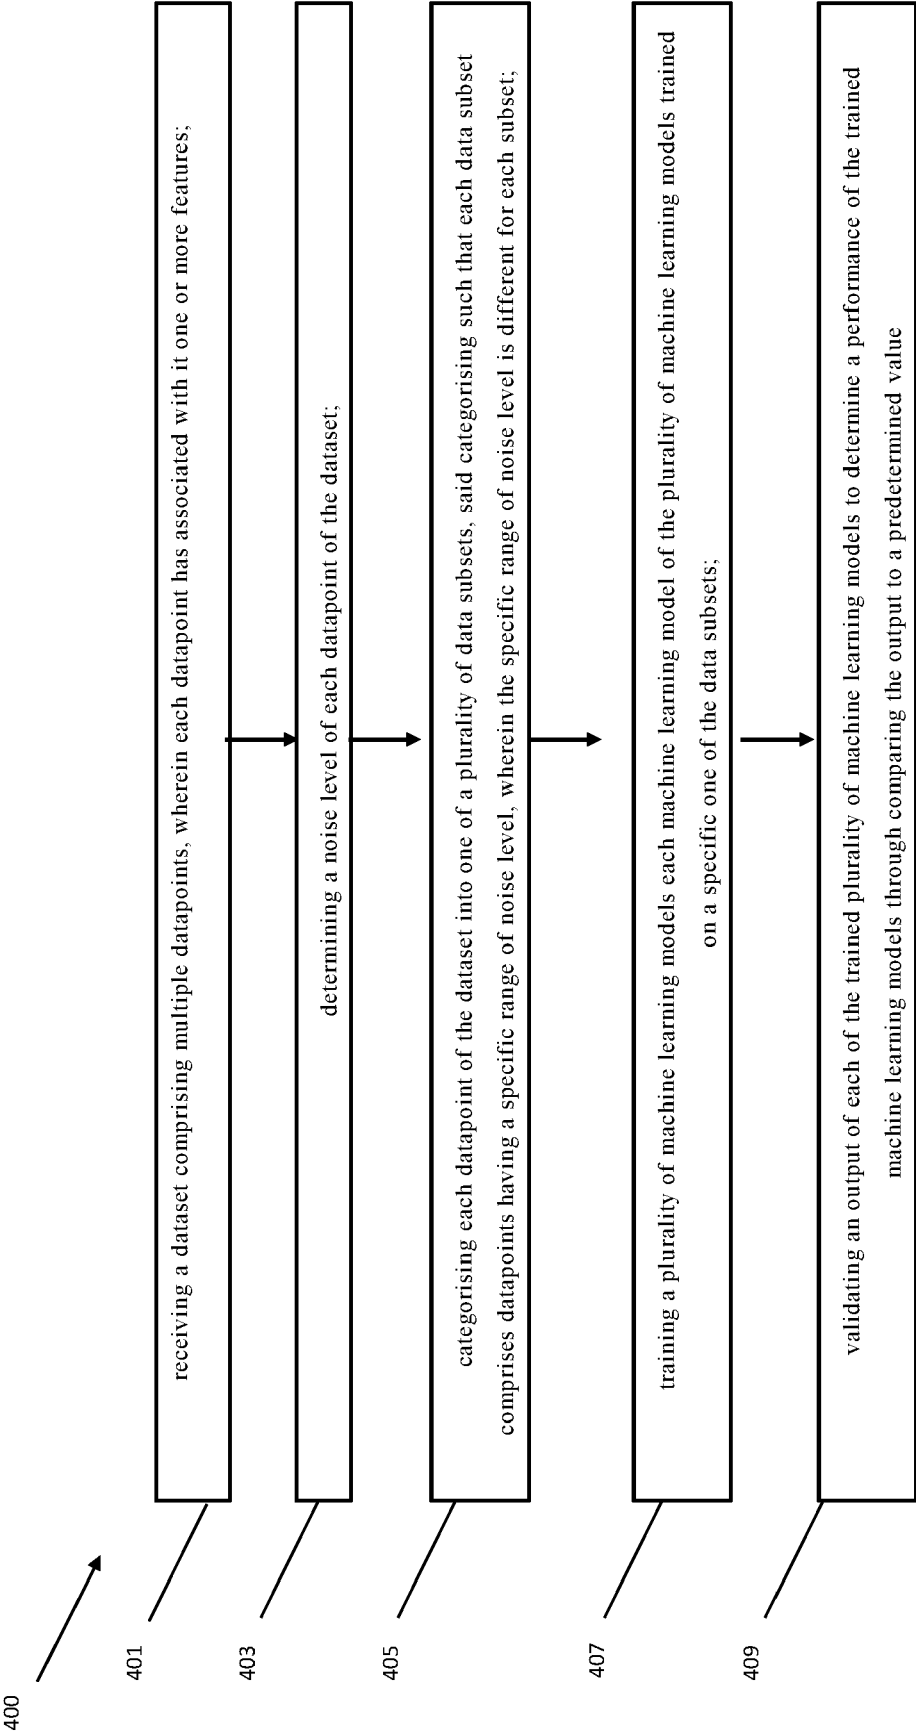 400
401
receiving a dataset comprising multiple datapoints, wherein each datapoint has associated with it one or more features;
403
determining a noise level of each datapoint of the dataset;
405
categorising each datapoint of the dataset into one of a plurality of data subsets, said categorising such that each data subset
comprises datapoints having a specific range of noise level, wherein the specific range of noise level is different for each subset;
407
training a plurality of machine learning models each machine learning model of the plurality of machine learning models trained
on a specific one of the data subsets;
409
validating an output of each of the trained plurality of machine learning models to determine a performance of the trained
machine learning models through comparing the output to a predetermined value